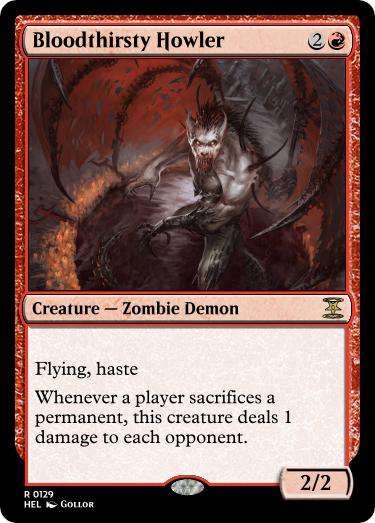 Bloodthirsty Howler 2
Creature — Zombie Demon
Flying, haste
Whenever a player sacrifices a
permanent, this creature deals 1
damage to each opponent.
2/2
R 0129
HEL Gollor